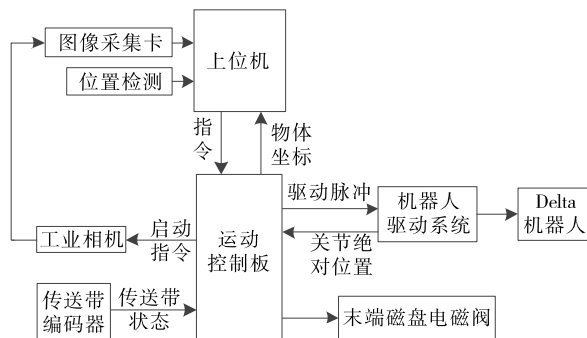 图像采集卡
上位机
位置检测
指令
物体
坐标
驱动脉冲
机器人
驱动系统
Delta
机器人
工业相机
启动
指令
运动
控制板
关节绝
对位置
传送带
编码器
传送带
状态
末端磁盘电磁阀